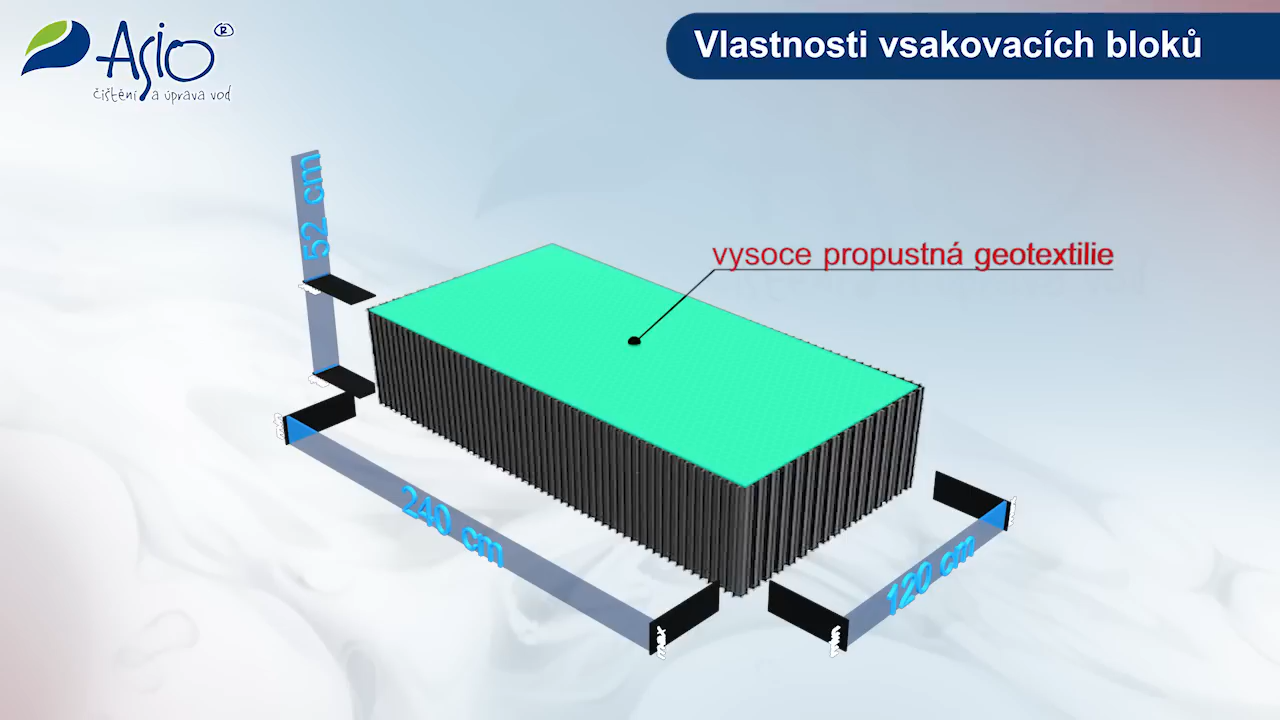 Asio ®
čištění a úprava vod
Vlastnosti vsakovacích bloků
52 cm
vysoce propustná geotextilie
240 cm
120 cm